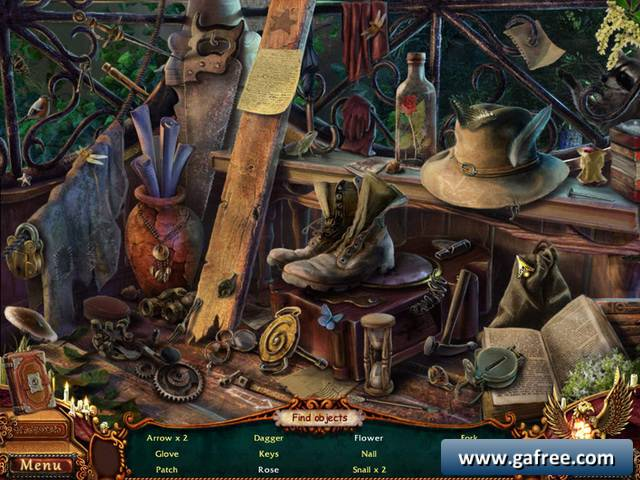 Find objects
Arrow x 2 Dagger Flower Fork
Glove Keys Nail
Patch Rose Snail x 2
Menu
www.gafree.com